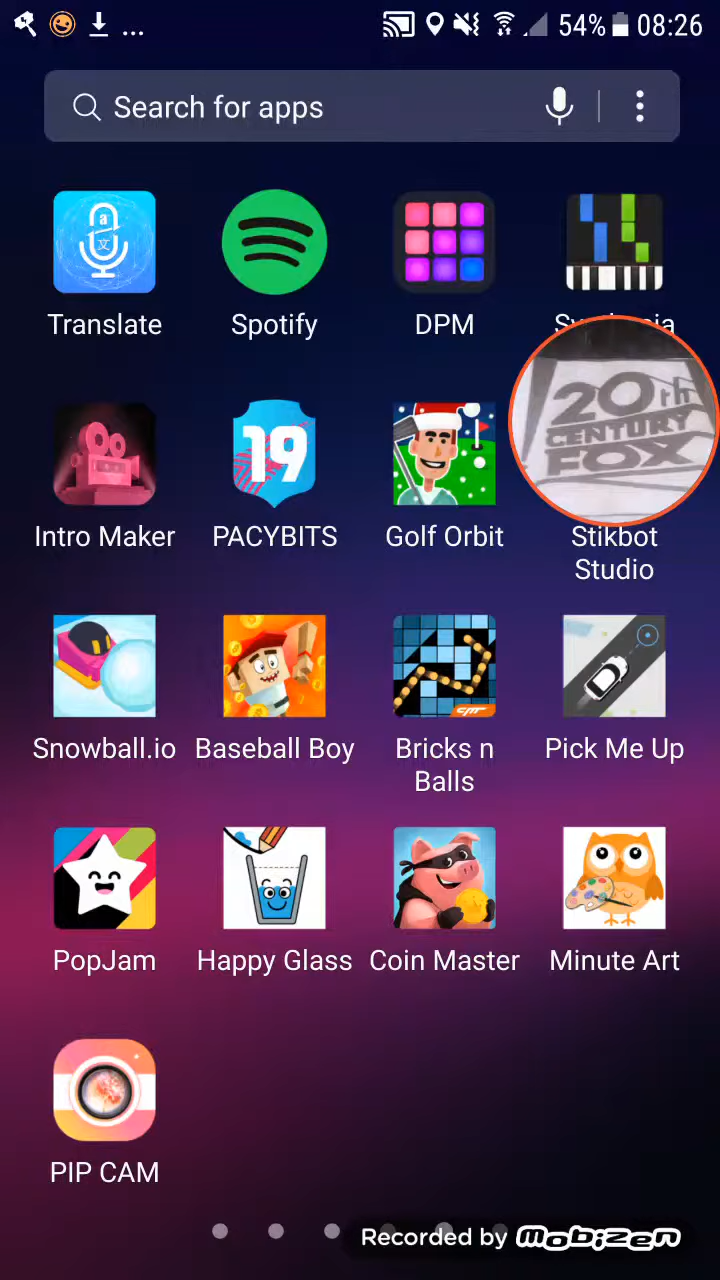 ... 54% 08:26
Search for apps
Translate Spotify DPM
20th
CENTURY
FOX
19
Intro Maker PACYBITS Golf Orbit Stikbot
Studio
Snowball.io Baseball Boy Bricks n Pick Me Up
Balls
PopJam Happy Glass Coin Master Minute Art
PIP CAM
Recorded by mobizen